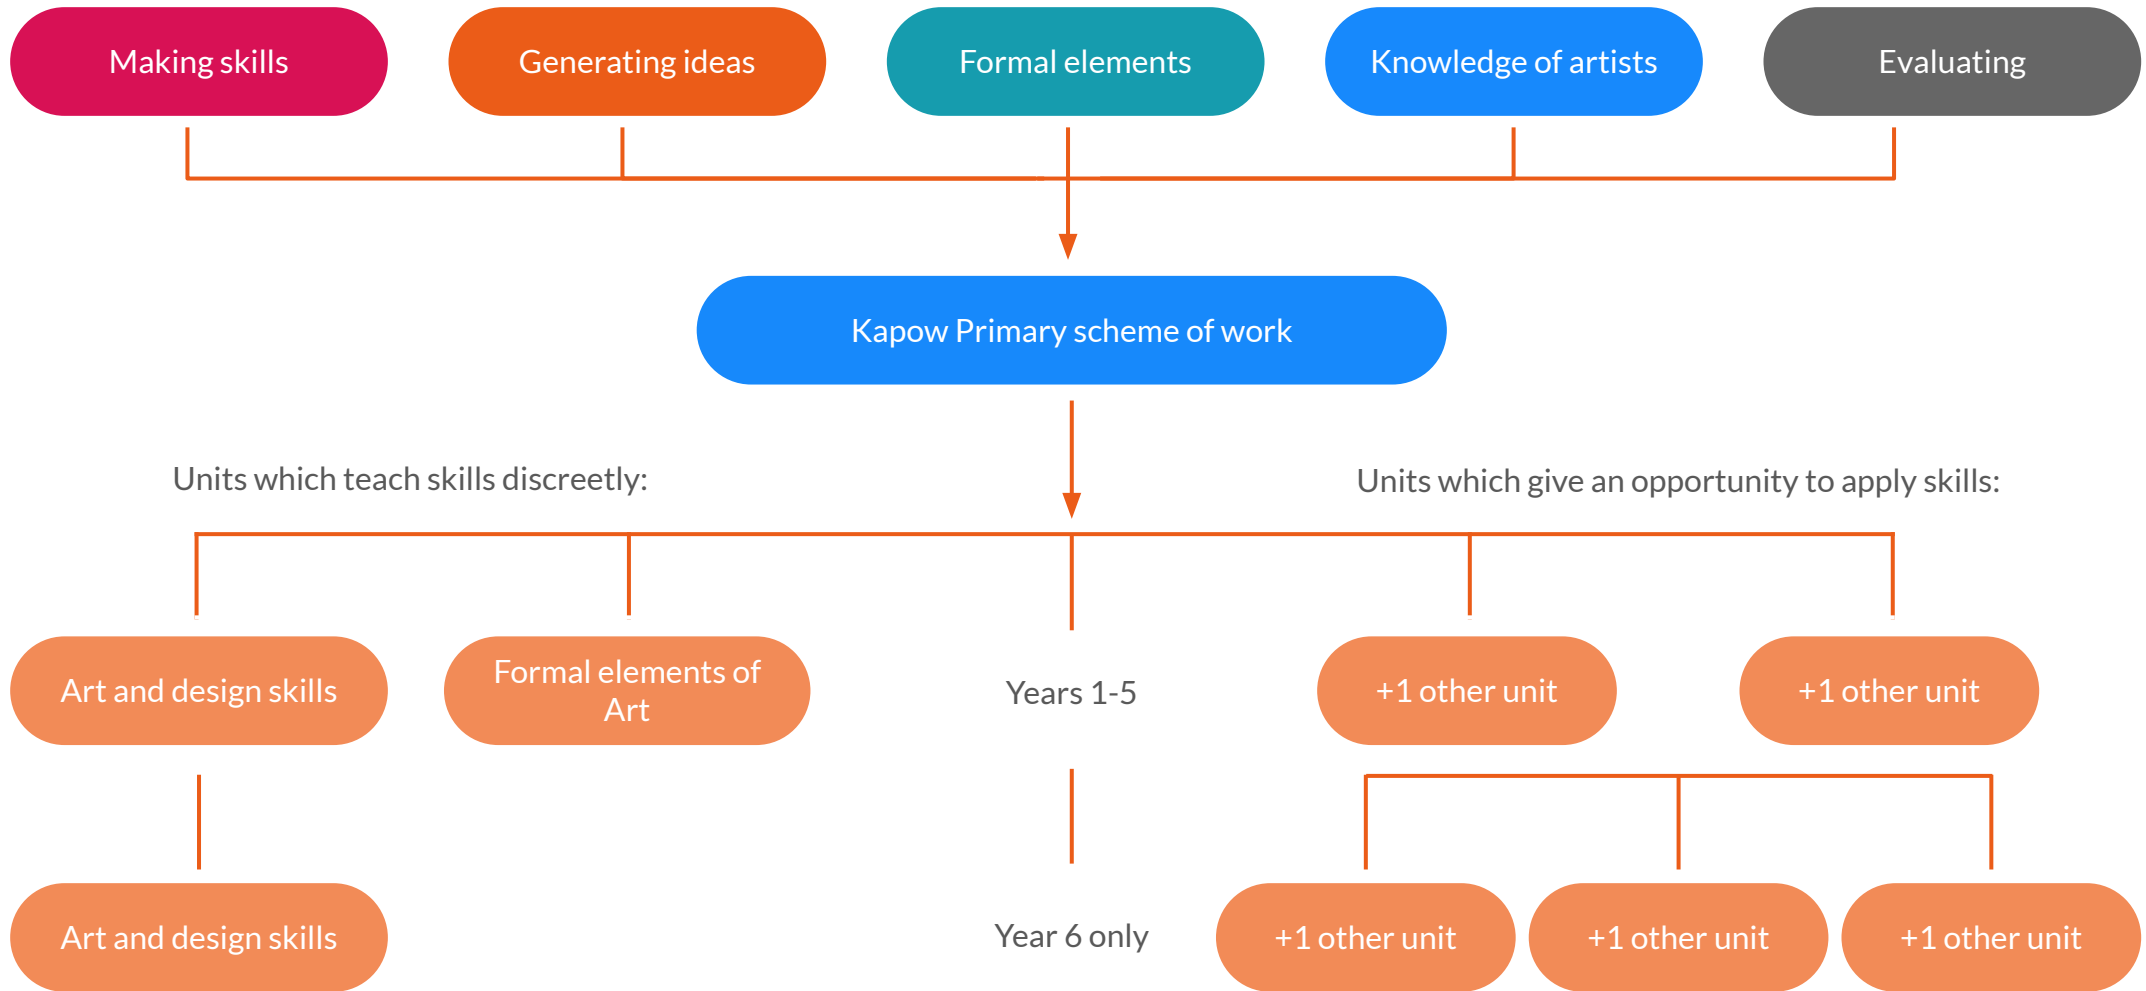 Making skills
Generating ideas
Formal elements
Knowledge of artists
Evaluating
Kapow Primary scheme of work
Units which teach skills discreetly:
Units which give an opportunity to apply skills:
Art and design skills
Formal elements of
Art
Years 1-5
+1 other unit
+1 other unit
Art and design skills
Year 6 only
+1 other unit
+1 other unit
+1 other unit